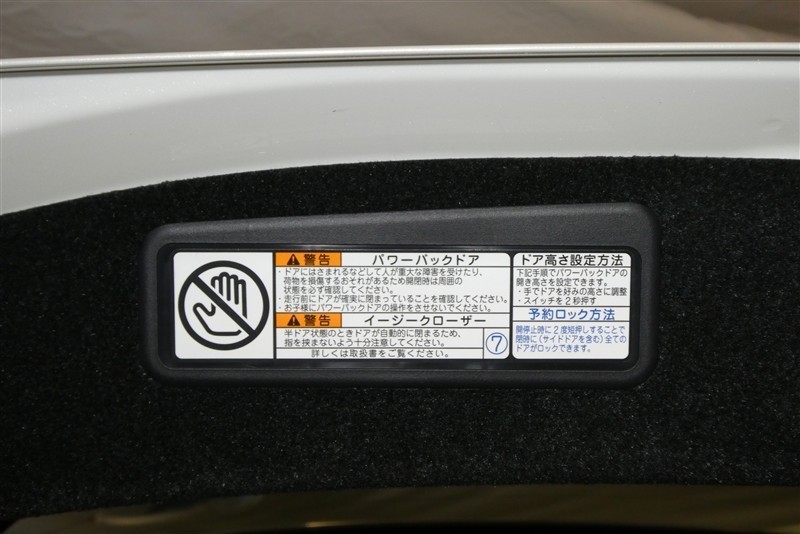 警告 パワーバックドア
・ドアにはさまれるなどして人が重大な障害を受けたり、
荷物を損傷するおそれがあるため開閉時は周囲の
状態を必ず確認してください。
・走行前にドアが確実に閉まっていることを確認してください。
・お子様にパワーバックドアの操作をさせないでください。
警告 イージークローザー
半ドア状態のときドアが自動的に閉まるため、
指を挟まないよう十分注意してください。
詳しくは取扱書をご覧ください。
⑦
ドア高さ設定方法
下記手順でパワーバックドアの
開き高さを設定できます。
・手でドアを好みの高さに調整
・スイッチを2秒押す
予約ロック方法
開停止時に2度短押しすることで
閉時に(サイドドアを含む)全ての
ドアがロックできます。